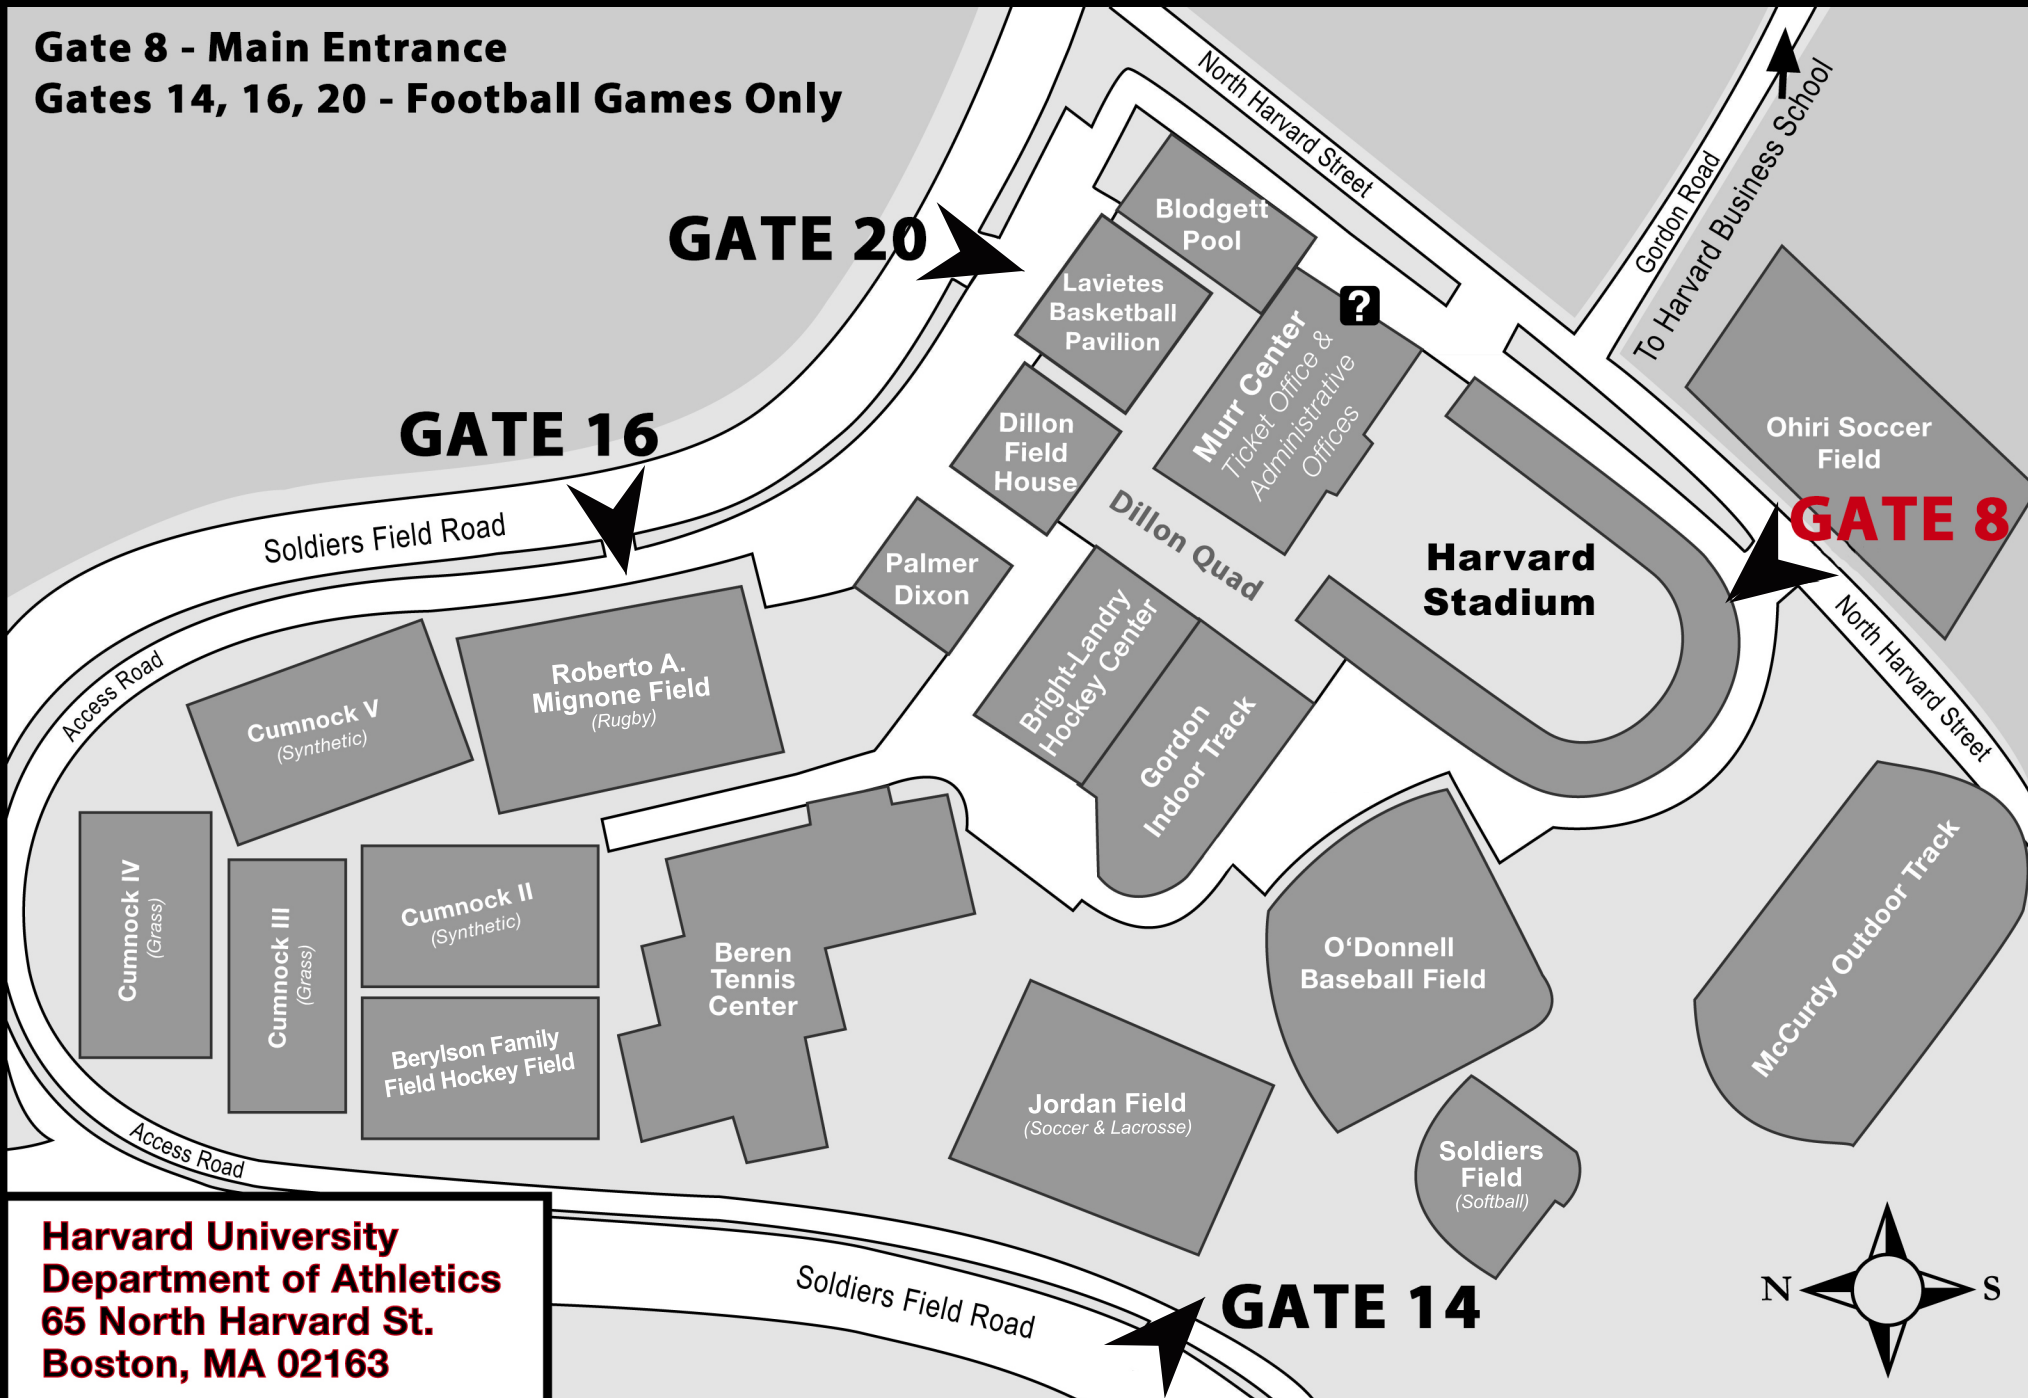 Gate 8 - Main Entrance
Gates 14, 16, 20 - Football Games Only
North Harvard Street
Gordon Road
To Harvard Business School
GATE 20
Blodgett
Pool
Lavietes
Basketball
Pavilion
?
Murr Center
Ticket Office &
Administrative
Offices
Ohiri Soccer
Field
GATE 8
GATE 16
Dillon
Field
House
Dillon Quad
Harvard
Stadium
Soldiers Field Road
Palmer
Dixon
Bright-Landry
Hockey Center
North Harvard Street
Access Road
Roberto A.
Mignone Field
(Rugby)
Cumnock V
(Synthetic)
Gordon
Indoor Track
Cumnock IV
(Grass)
Cumnock III
(Grass)
Cumnock II
(Synthetic)
Beren
Tennis
Center
O‘Donnell
Baseball Field
McCurdy Outdoor Track
Berylson Family
Field Hockey Field
Jordan Field
(Soccer & Lacrosse)
Soldiers
Field
(Softball)
Access Road
Soldiers Field Road
GATE 14
N S
Harvard University
Department of Athletics
65 North Harvard St.
Boston, MA 02163